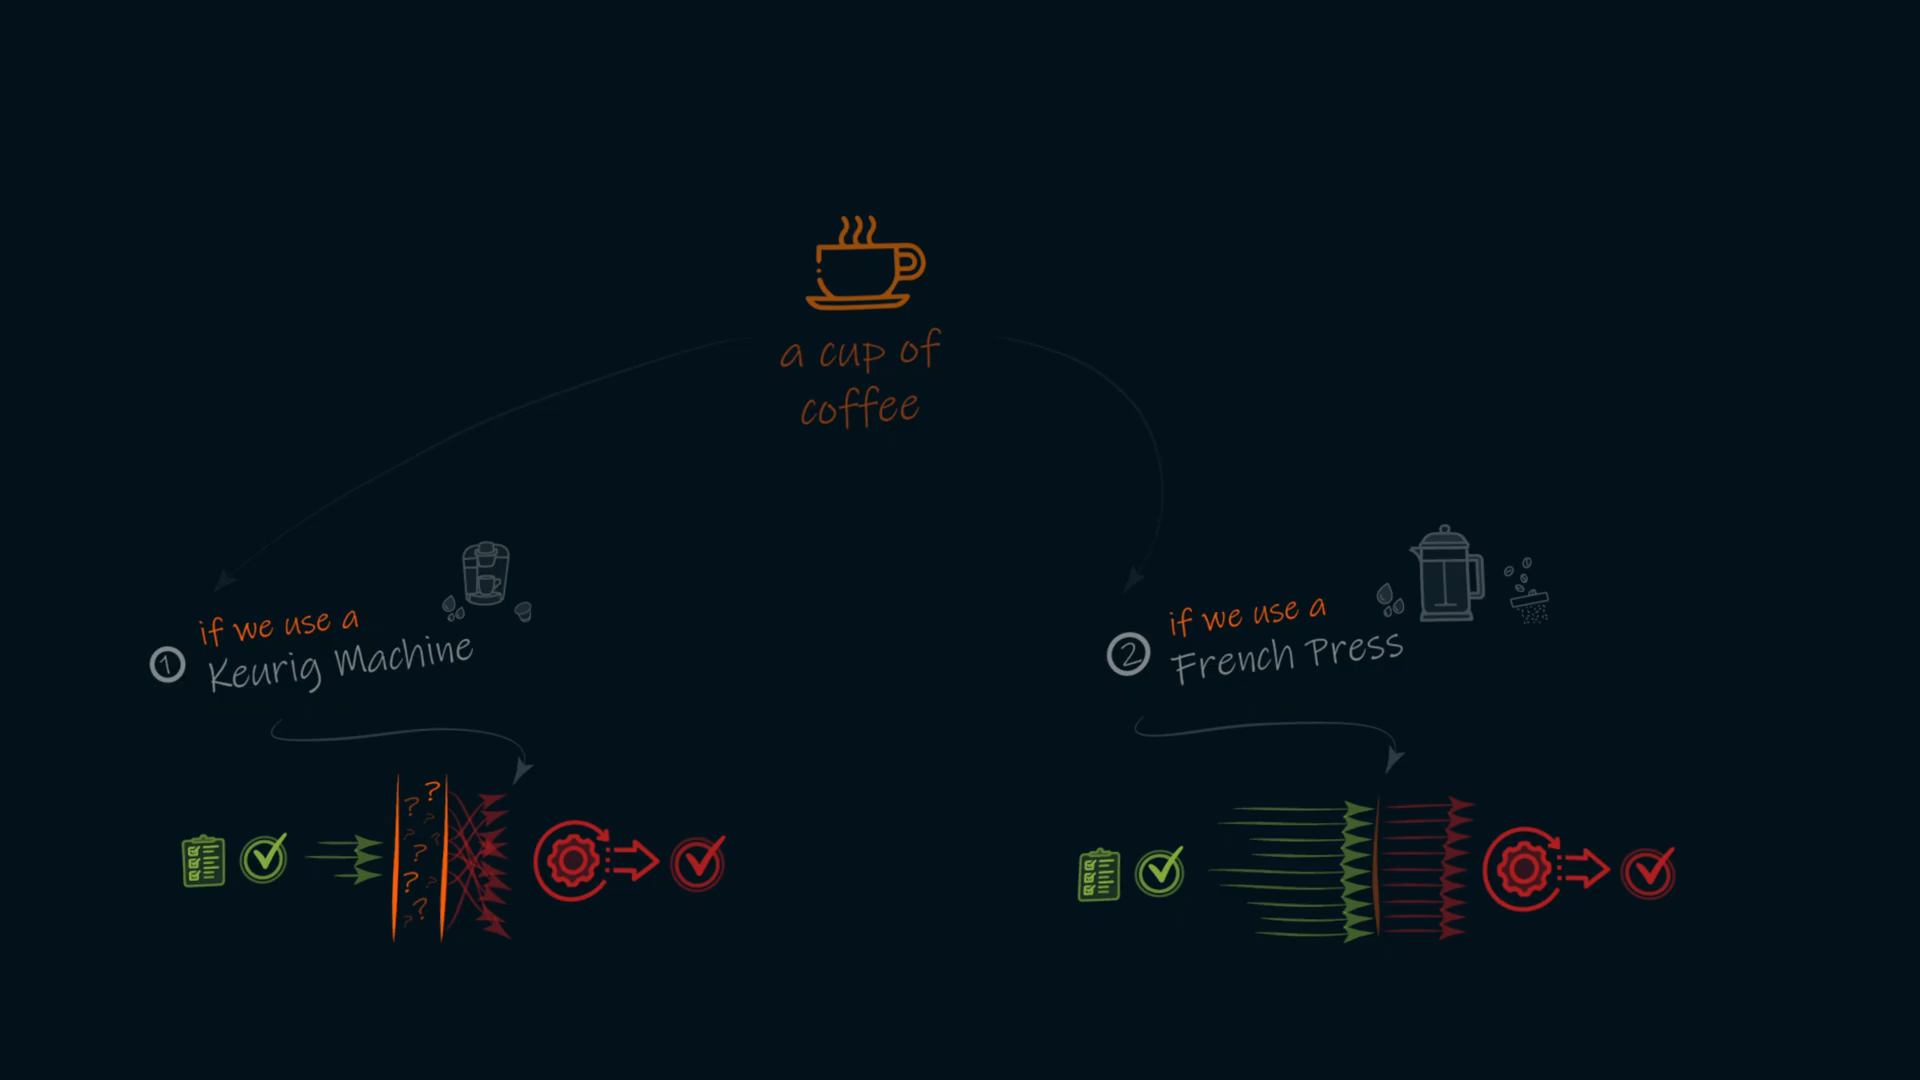 a cup of
coffee
1
if we use a
Keurig Machine
2
if we use a
French Press
?
?
?
?
?
?
?
?
?